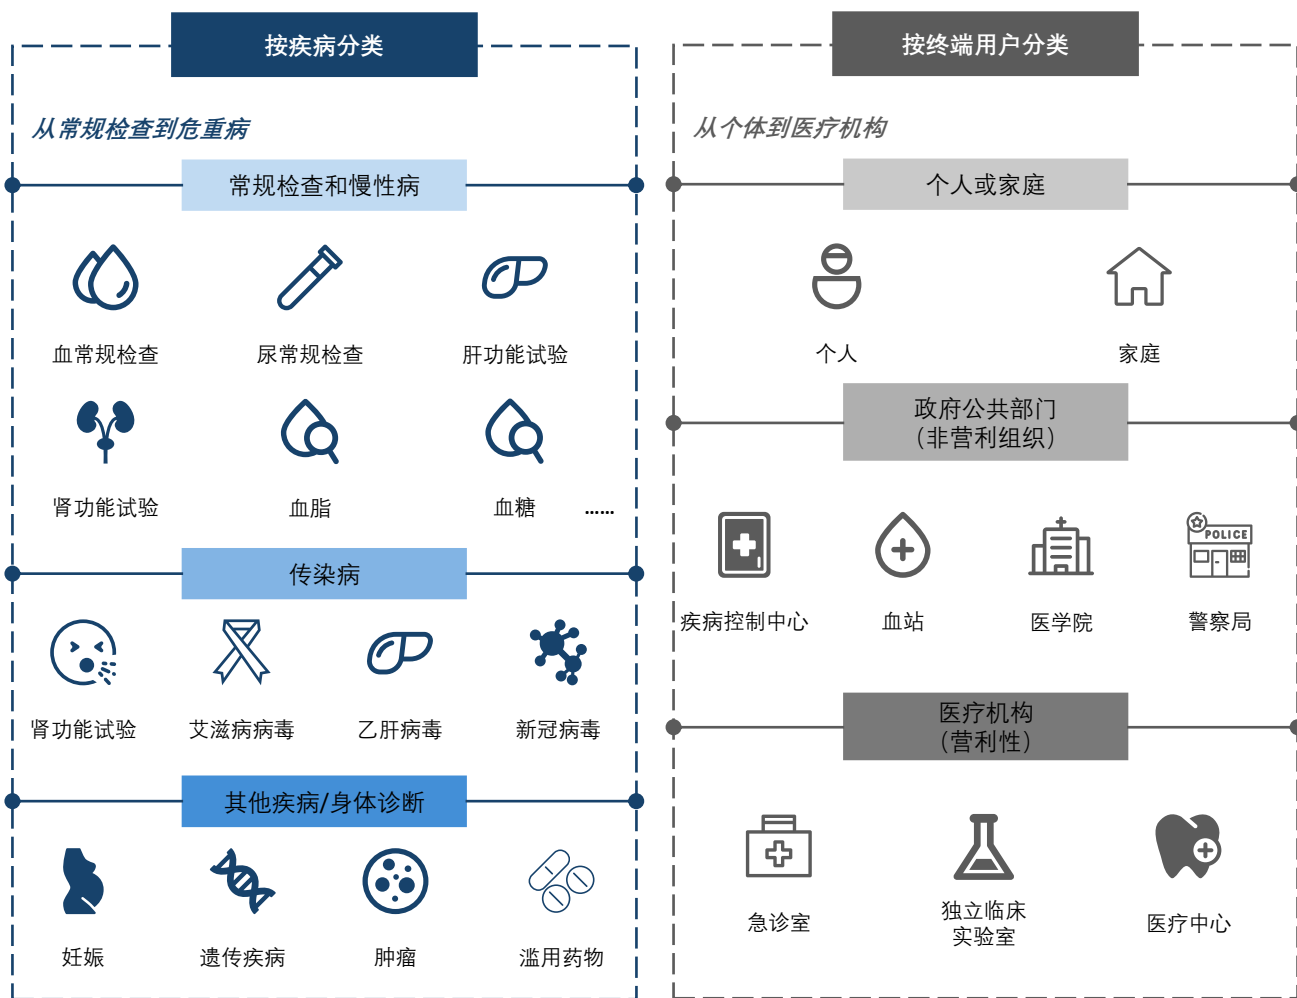 按疾病分类
从常规检查到危重病
常规检查和慢性病
血常规检查
尿常规检查
肝功能试验
肾功能试验
血脂
血糖
......
传染病
肾功能试验
艾滋病病毒
乙肝病毒
新冠病毒
其他疾病/身体诊断
妊娠
遗传疾病
肿瘤
滥用药物
按终端用户分类
从个体到医疗机构
个人或家庭
个人
家庭
政府公共部门
（非营利组织）
疾病控制中心
血站
医学院
POLICE
警察局
医疗机构
（营利性）
急诊室
独立临床
实验室
医疗中心